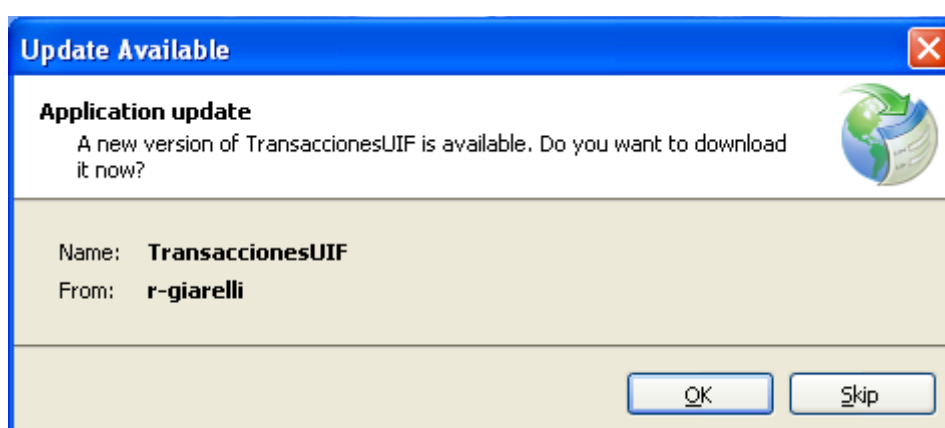 Update Available
Application update
A new version of TransaccionesUIF is available. Do you want to download
it now?
Name: TransaccionesUIF
From: r-giarelli
OK
Skip